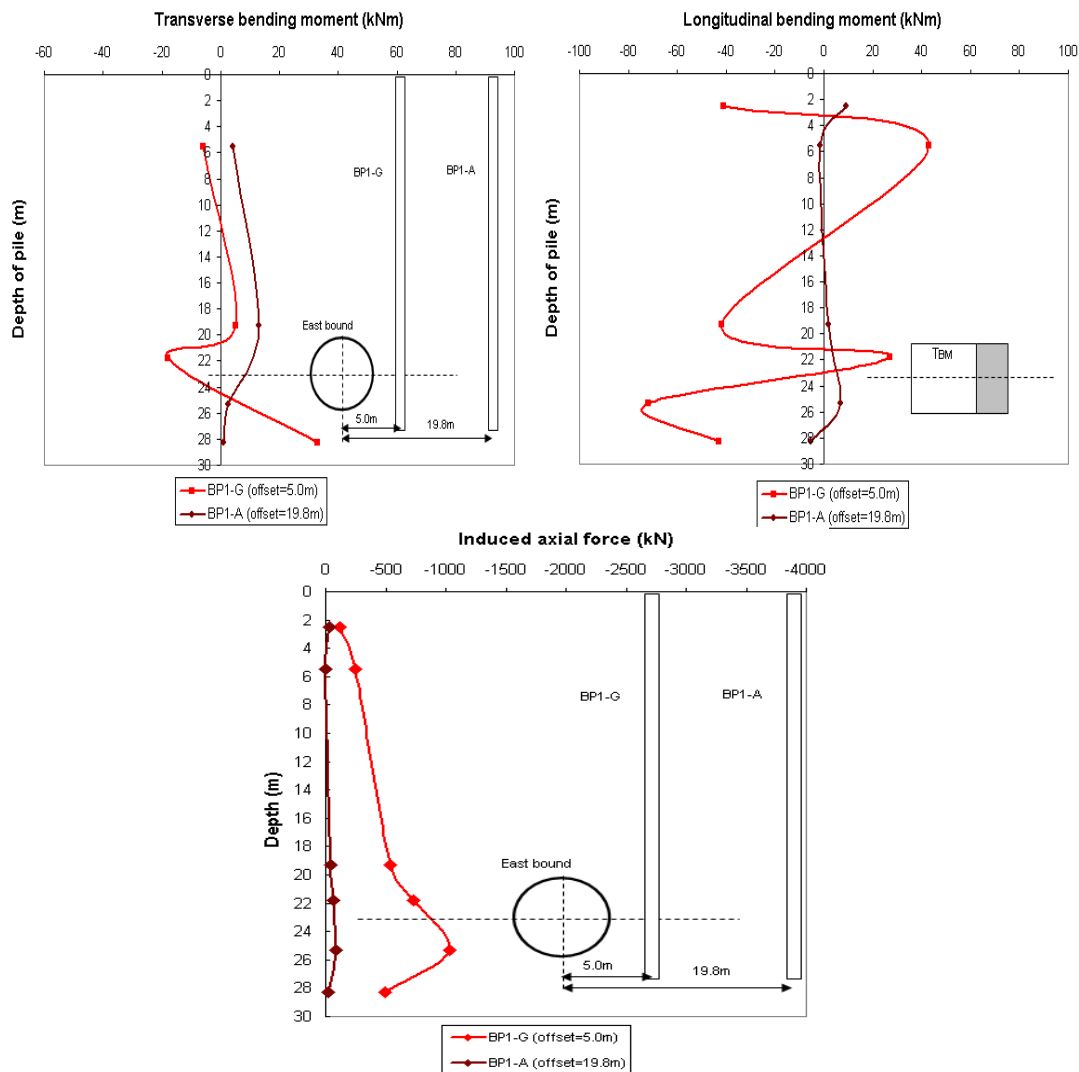 Transverse bending moment (kNm)
-60 -40 -20 0 20 40 60 80 100
Depth of pile (m)
0
2
4
6
8
10
12
14
16
18
20
22
24
26
28
30
BP1-G
BP1-A
East bound
5.0m
19.8m
BP1-G (offset=5.0m)
BP1-A (offset=19.8m)
Longitudinal bending moment (kNm)
-100 -80 -60 -40 -20 0 20 40 60 80 100
Depth of pile (m)
0
2
4
6
8
10
12
14
16
18
20
22
24
26
28
30
TBM
BP1-G (offset=5.0m)
BP1-A (offset=19.8m)
Induced axial force (kN)
0 -500 -1000 -1500 -2000 -2500 -3000 -3500 -4000
Depth (m)
0
2
4
6
8
10
12
14
16
18
20
22
24
26
28
30
BP1-G
BP1-A
East bound
5.0m
19.8m
BP1-G (offset=5.0m)
BP1-A (offset=19.8m)